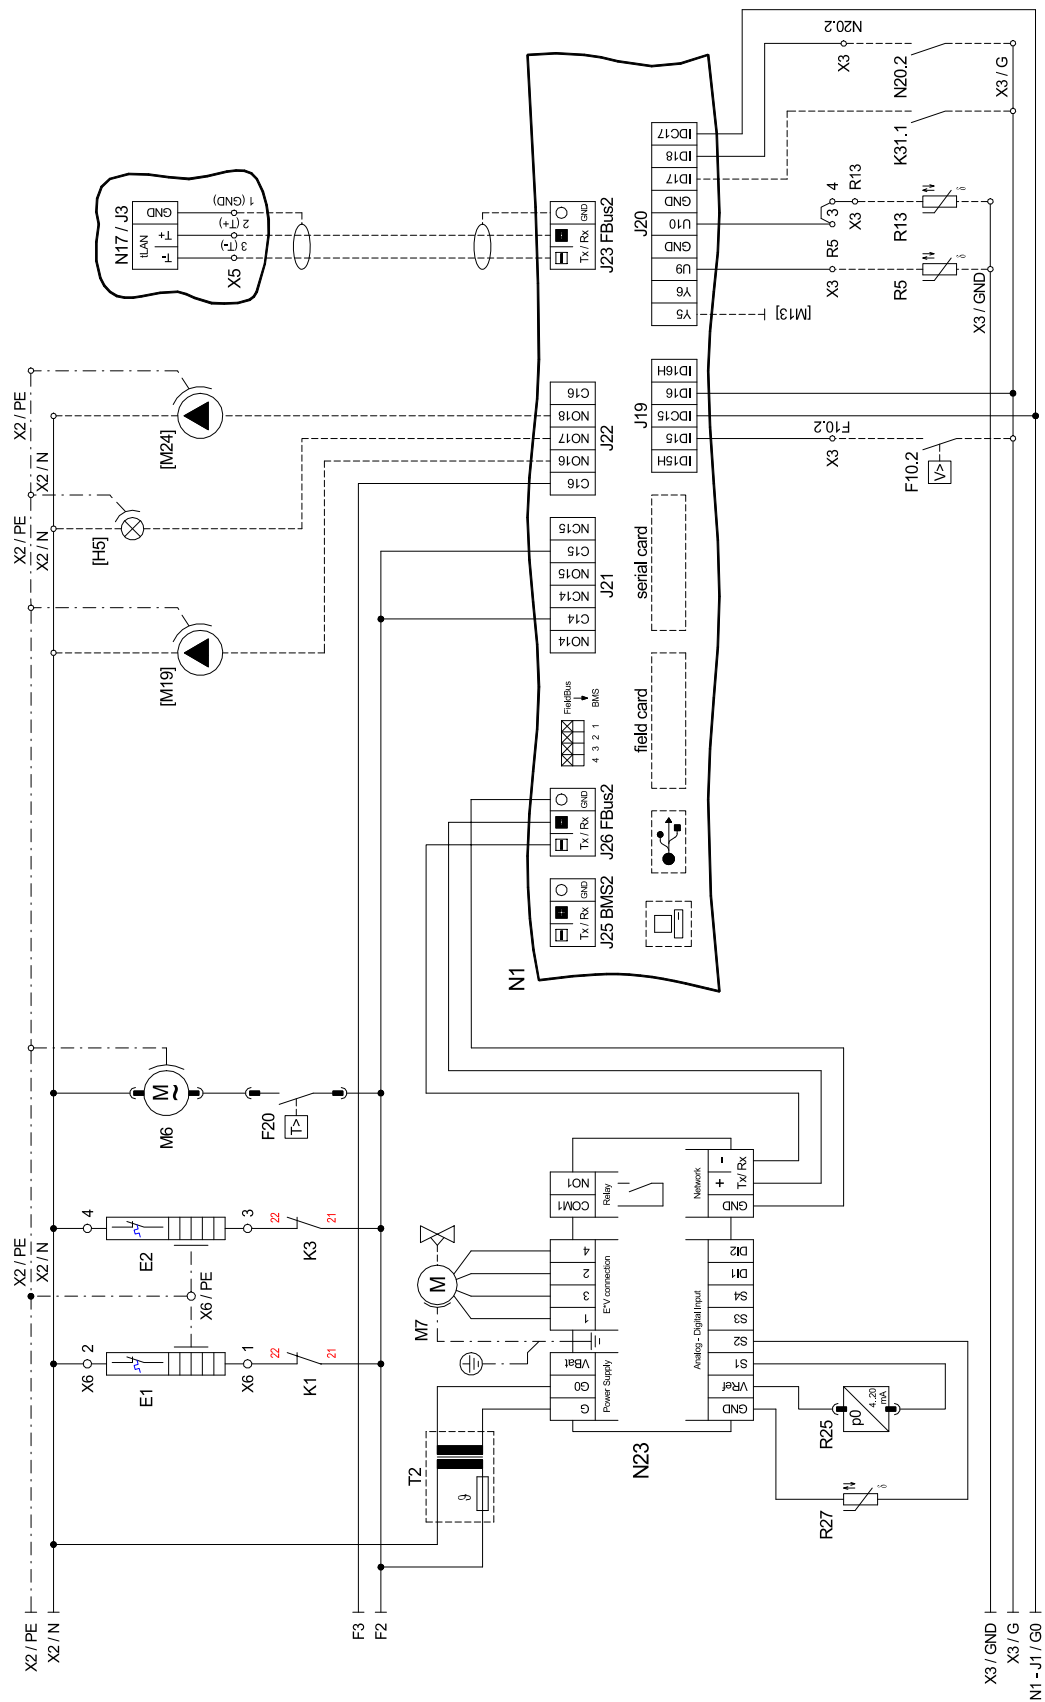 X2 / PE
X2 / N
F3
F2
X3 / GND
X3 / G
N1 - J1 / G0
X6
2
E1
X6
1
22
21
K1
X2 / PE
X2 / N
4
E2
3
22
21
K3
X6 / PE
M
~
M6
F20
T>
T2
ϑ
M
M7
N23
G
G0
VBat
Power Supply
1
3
2
4
E*V connection
COM1
NO1
Relay
GND
VRef
S1
S2
S3
S4
DI1
DI2
Analog - Digital Input
GND
+
-
Tx/ Rx
Network
R25
p0
4..20
mA
R27
ϑ
N1
J25 BMS2
Tx / Rx
GND
J26 FBus2
Tx / Rx
GND
4 3 2 1
FieldBus
BMS
field card
serial card
J21
NO14
C14
NC14
NO15
C15
NC15
J22
C16
NO16
NO17
NO18
C16
J23 FBus2
Tx / Rx
GND
J19
ID15H
ID15
IDC15
ID16
ID16H
J20
Y5
Y6
U9
GND
U10
GND
ID17
ID18
IDC17
[M19]
[H5]
[M24]
X2 / PE
X2 / N
X2 / PE
X2 / N
N17 / J3
tLAN
T-
T+
GND
X5
3 (T-)
2 (T+)
1 (GND)
X3
F10.2
F10.2
V>
[M13]
X3
R5
R5
ϑ
X3 / GND
3
4
X3
R13
R13
ϑ
K31.1
X3
N20.2
N20.2
X3 / G